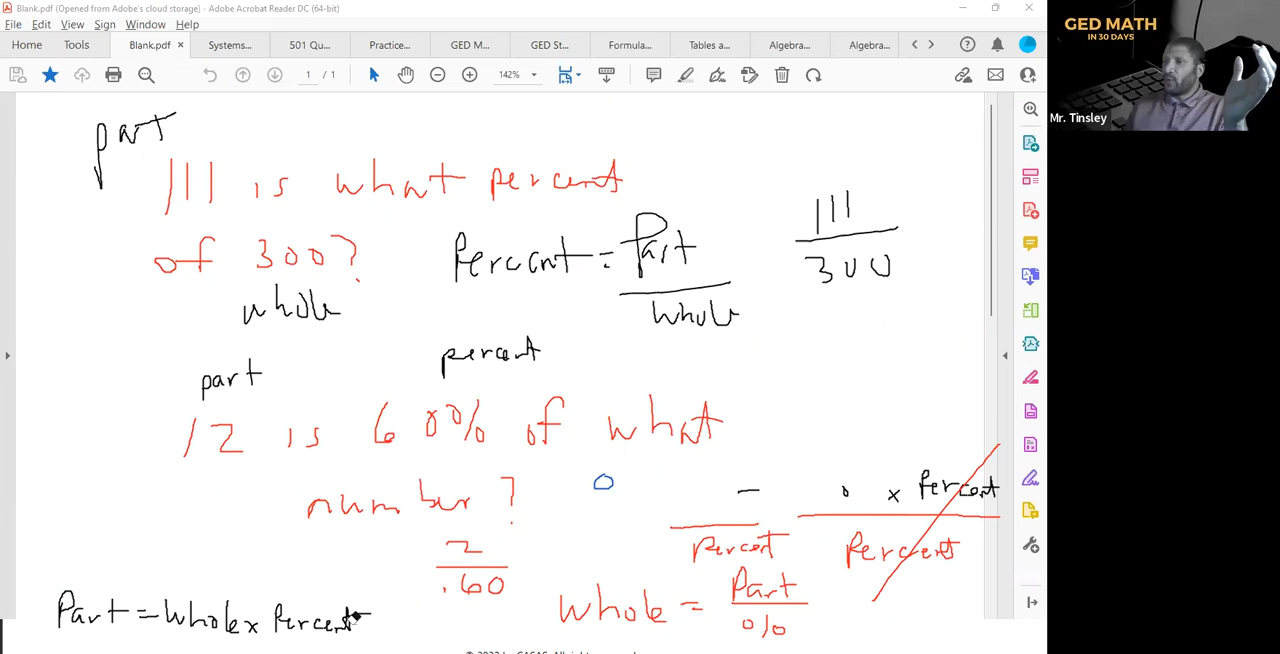 Blank.pdf (Opened from Adobe's cloud storage) - Adobe Acrobat Reader DC (64-bit)
File Edit View Sign Window Help
Home Tools Blank.pdf × Systems... 501 Qu... Practice... GED M... GED St... Formula... Tables a... Algebra... Algebra...
1 / 1 142%
GED MATH
IN 30 DAYS
Mr. Tinsley
part
111 is what percent
of 300?
whole
Percent = Part
whole
111
300
part
percent
12 is 60% of what
number?
× Percent
percent
Percent
.60
Part = Whole x Percent
whole = Part
%